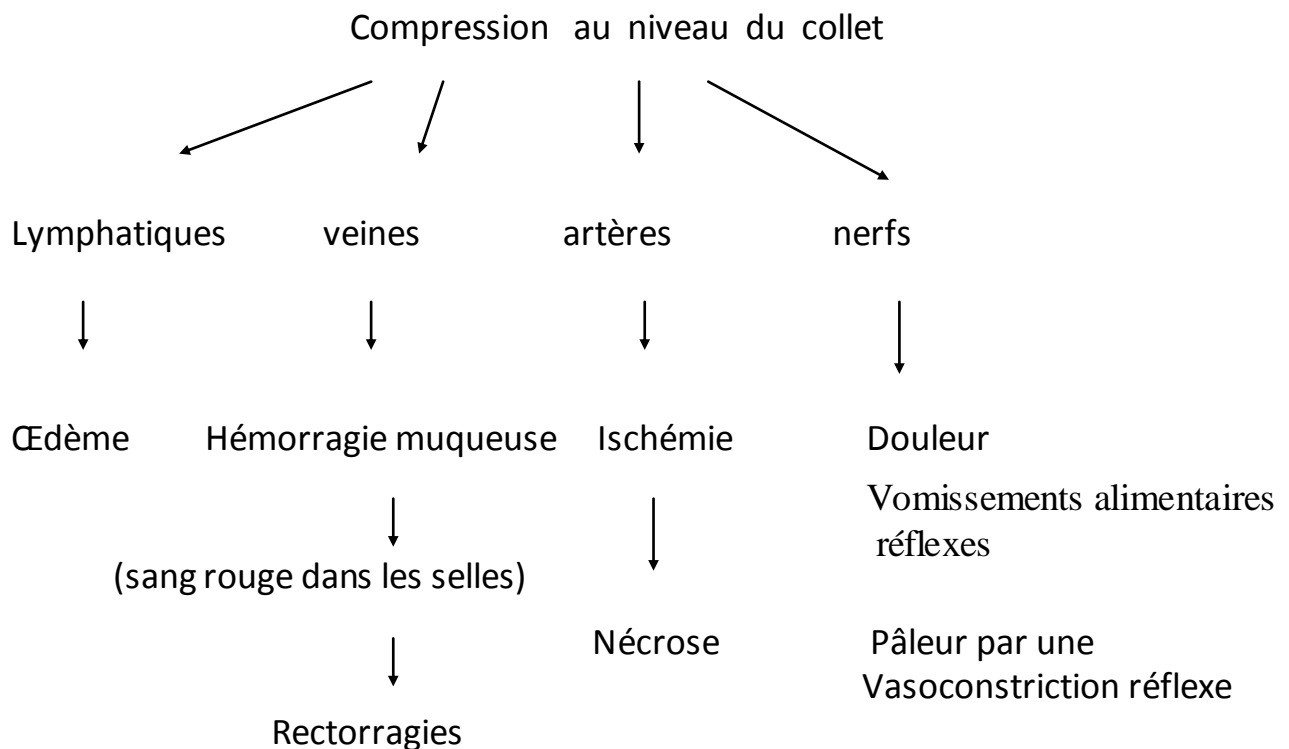 Compression au niveau du collet
Lymphatiques veines artères nerfs
Œdème Hémorragie muqueuse Ischémie Douleur
Vomissements alimentaires
réflexes
(sang rouge dans les selles)
Nécrose Pâleur par une
Vasoconstriction réflexe
Rectorragies